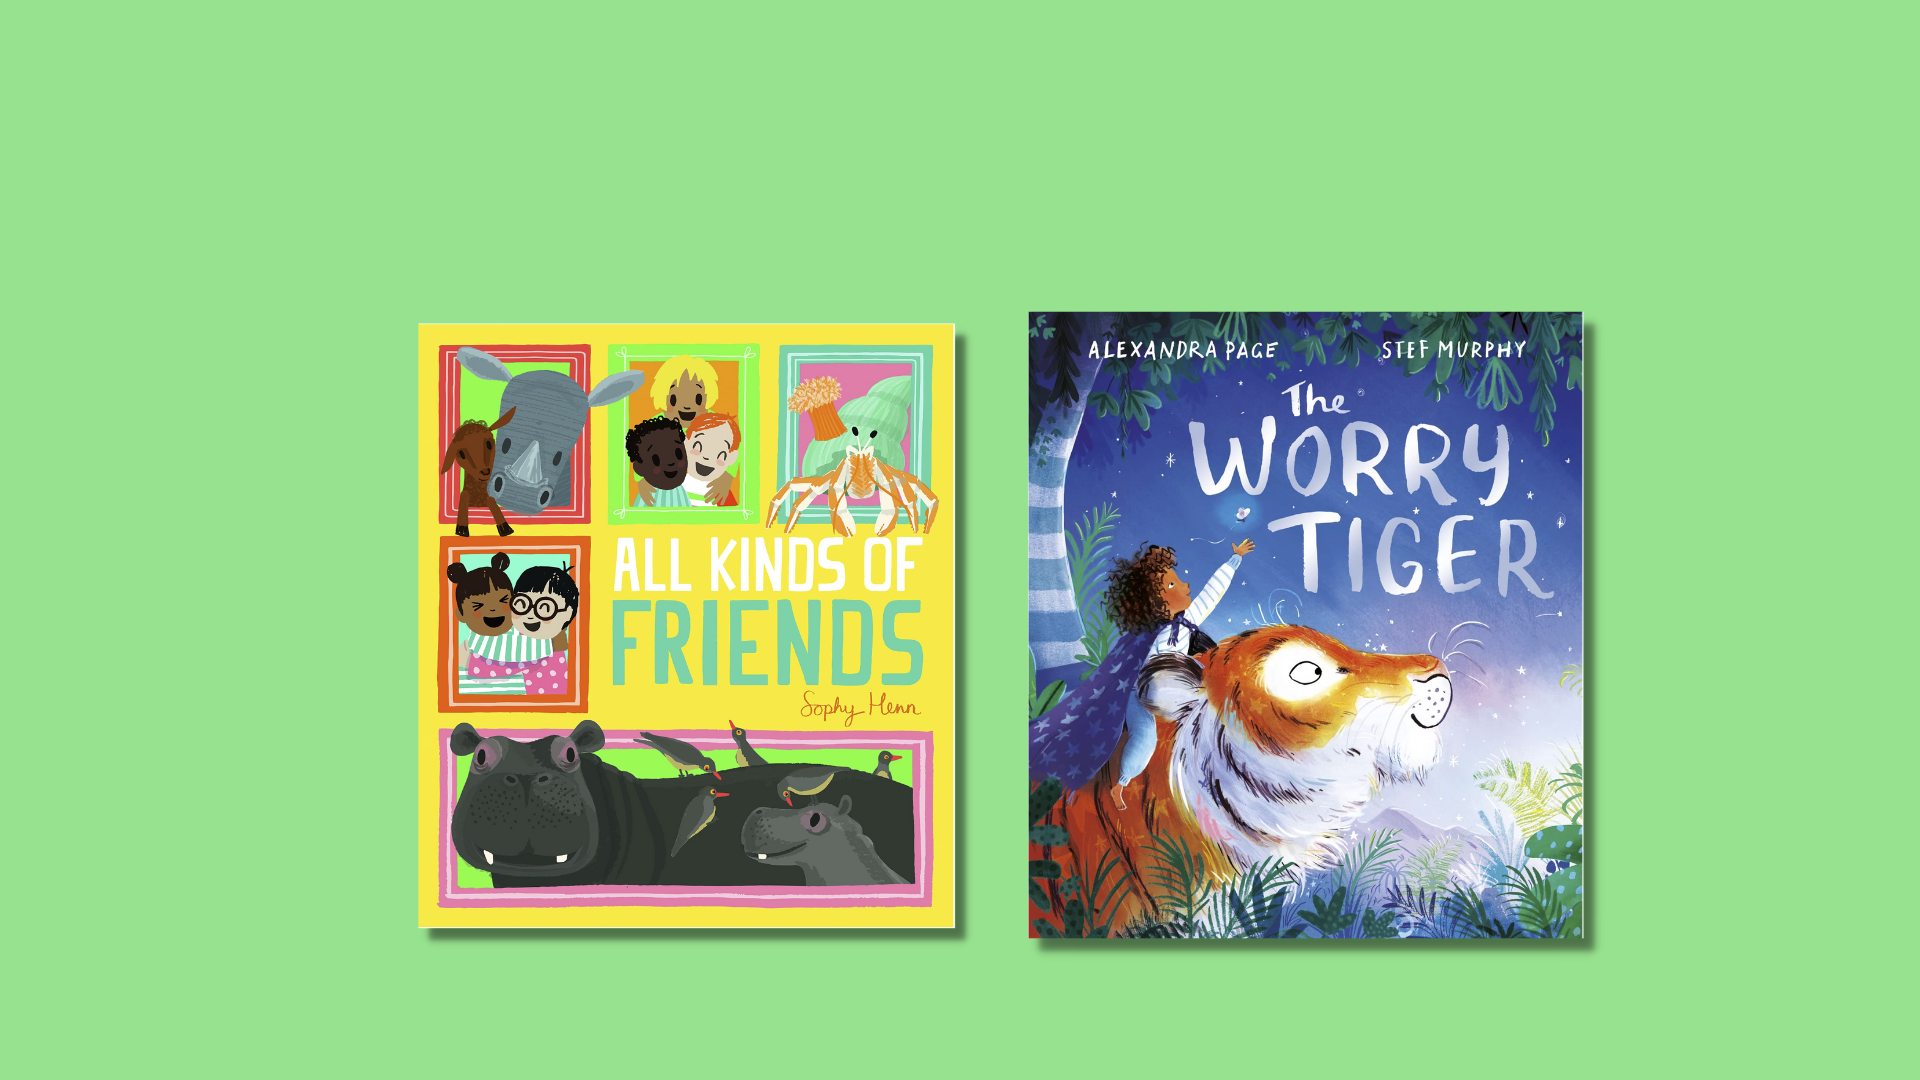 ALL KINDS OF
FRIENDS
Sophy Henn
ALEXANDRA PAGE
STEF MURPHY
The
WORRY
TIGER